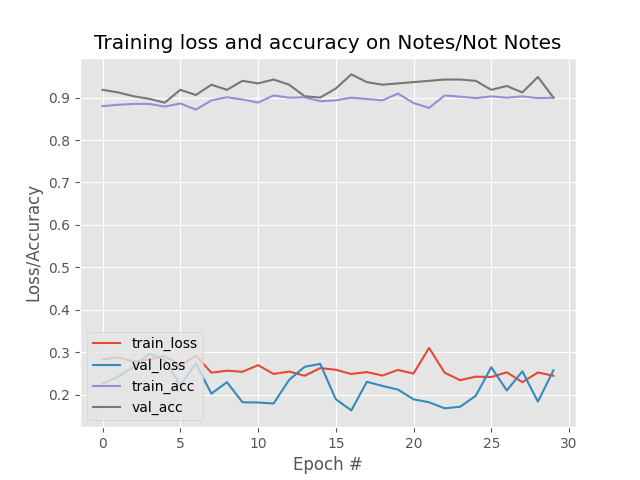 Training loss and accuracy on Notes/Not Notes
Loss/Accuracy
0.9
0.8
0.7
0.6
0.5
0.4
0.3
0.2
train_loss
val_loss
train_acc
val_acc
0 5 10 15 20 25 30
Epoch #